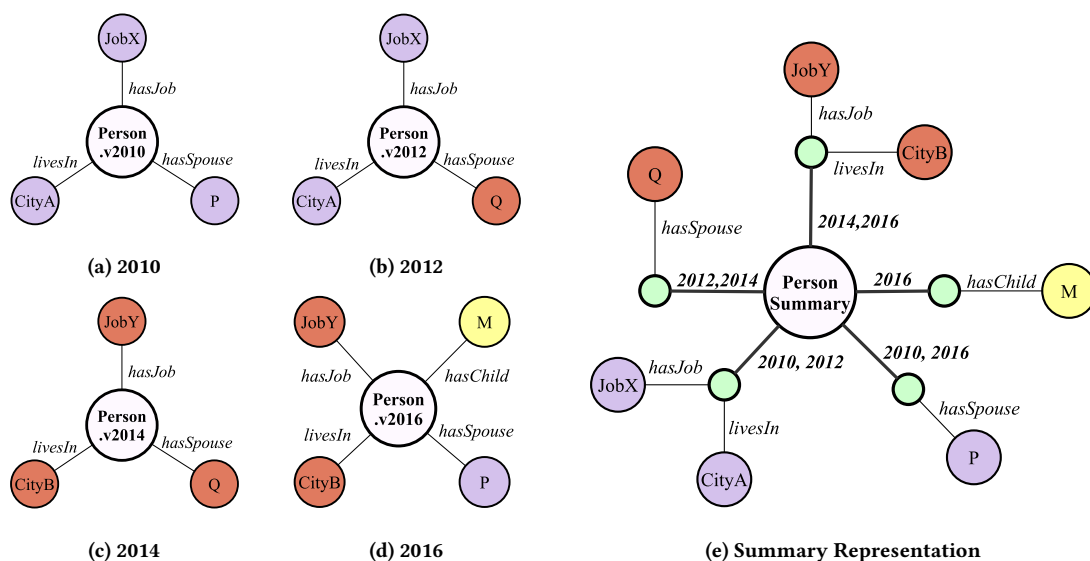 JobX
hasJob
Person
.v2010
livesIn
hasSpouse
CityA
P
(a) 2010
JobX
hasJob
Person
.v2012
livesIn
hasSpouse
CityA
Q
(b) 2012
JobY
hasJob
Person
.v2014
livesIn
hasSpouse
CityB
Q
(c) 2014
JobY
M
hasJob
hasChild
Person
.v2016
livesIn
hasSpouse
CityB
P
(d) 2016
JobY
hasJob
CityB
livesIn
Q
2014,2016
hasSpouse
2012,2014
Person
Summary
2016
hasChild
M
2010, 2012
2010, 2016
JobX
hasJob
hasSpouse
livesIn
CityA
P
(e) Summary Representation